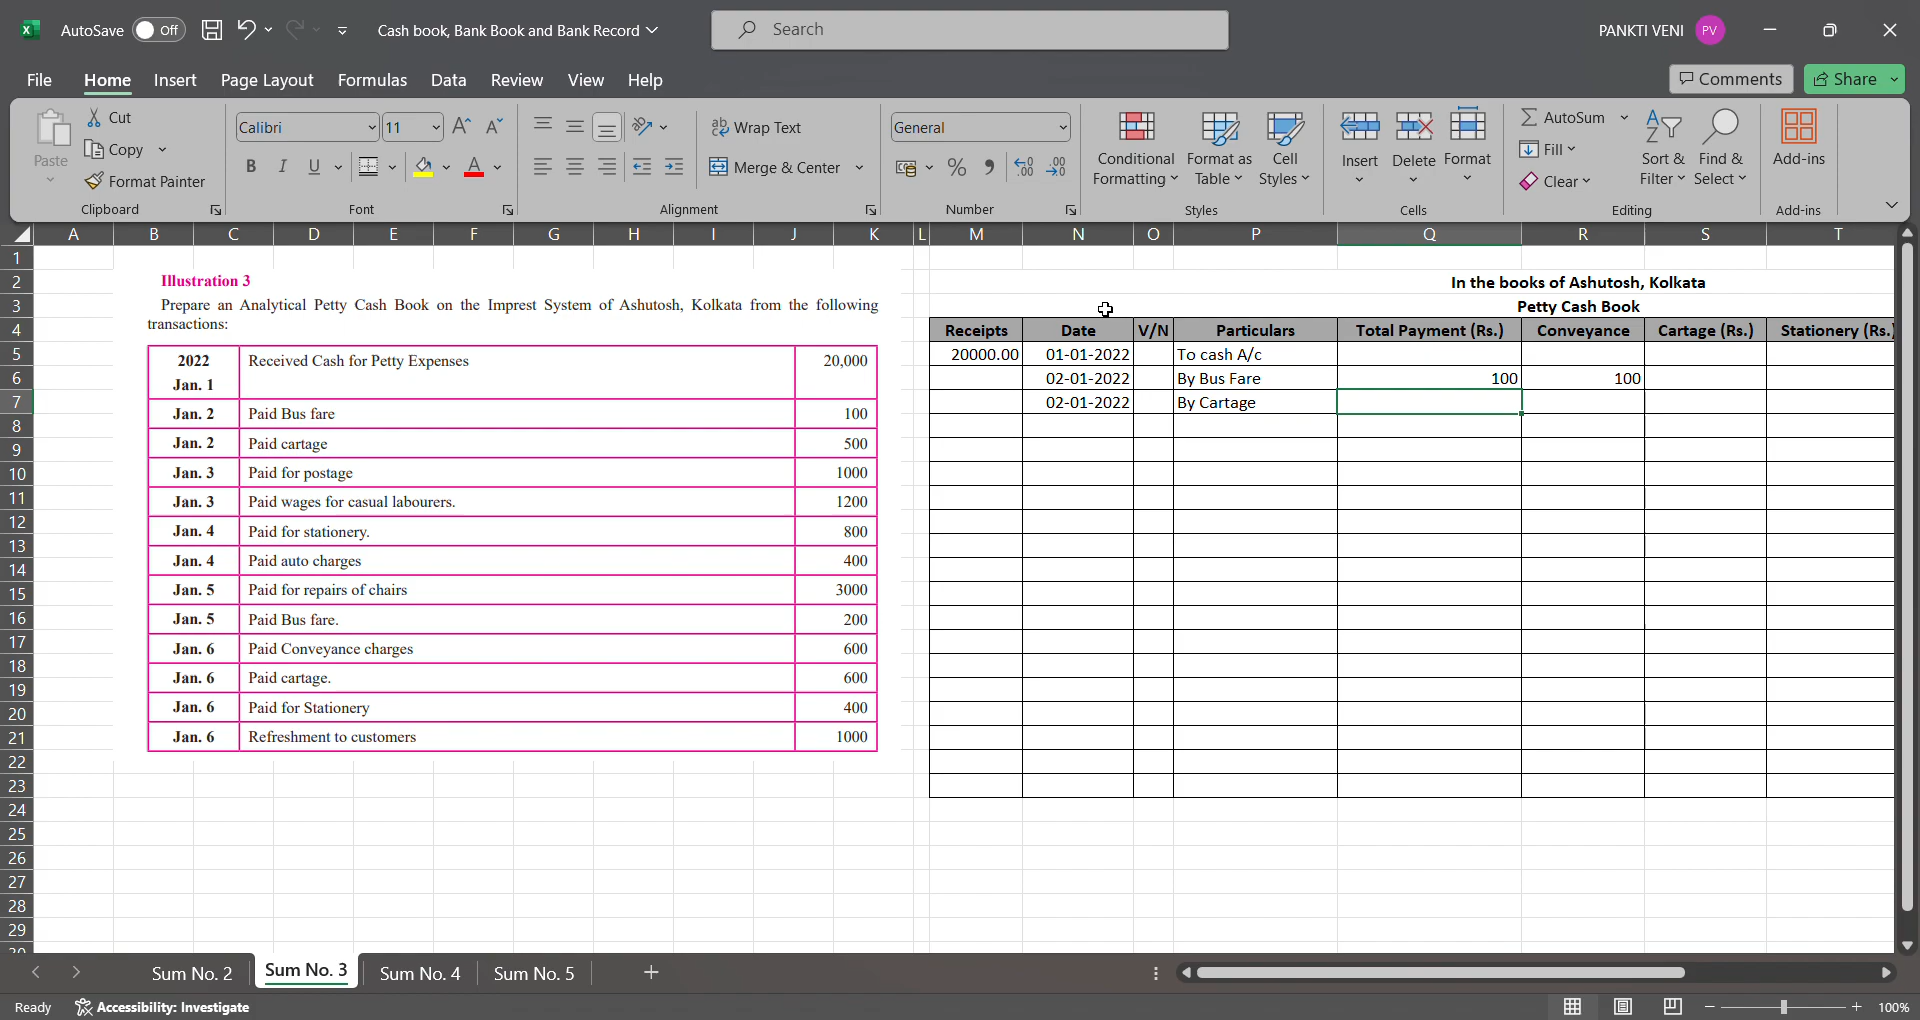 AutoSave Off Cash book, Bank Book and Bank Record Search PANKTI VENI PV
File Home Insert Page Layout Formulas Data Review View Help Comments Share
Paste Cut Copy Format Painter Clipboard
Calibri 11 B I U A Font
Wrap Text Merge & Center Alignment
General % Number
Conditional Formatting Format as Table Cell Styles Styles
Insert Delete Format Cells
AutoSum Fill Clear Sort & Filter Find & Select Editing
Add-ins Add-ins
A B C D E F G H I J K L M N O P Q R S T
1
2
3
4
5
6
7
8
9
10
11
12
13
14
15
16
17
18
19
20
21
22
23
24
25
26
27
28
29
30
Illustration 3
Prepare an Analytical Petty Cash Book on the Imprest System of Ashutosh, Kolkata from the following
transactions:
2022 Received Cash for Petty Expenses 20,000
Jan. 1
Jan. 2 Paid Bus fare 100
Jan. 2 Paid cartage 500
Jan. 3 Paid for postage 1000
Jan. 3 Paid wages for casual labourers. 1200
Jan. 4 Paid for stationery. 800
Jan. 4 Paid auto charges 400
Jan. 5 Paid for repairs of chairs 3000
Jan. 5 Paid Bus fare. 200
Jan. 6 Paid Conveyance charges 600
Jan. 6 Paid cartage. 600
Jan. 6 Paid for Stationery 400
Jan. 6 Refreshment to customers 1000
In the books of Ashutosh, Kolkata
Petty Cash Book
Receipts Date V/N Particulars Total Payment (Rs.) Conveyance Cartage (Rs.) Stationery (Rs.)
20000.00 01-01-2022 To cash A/c
02-01-2022 By Bus Fare 100 100
02-01-2022 By Cartage
Sum No. 2 Sum No. 3 Sum No. 4 Sum No. 5
Ready Accessibility: Investigate 100%